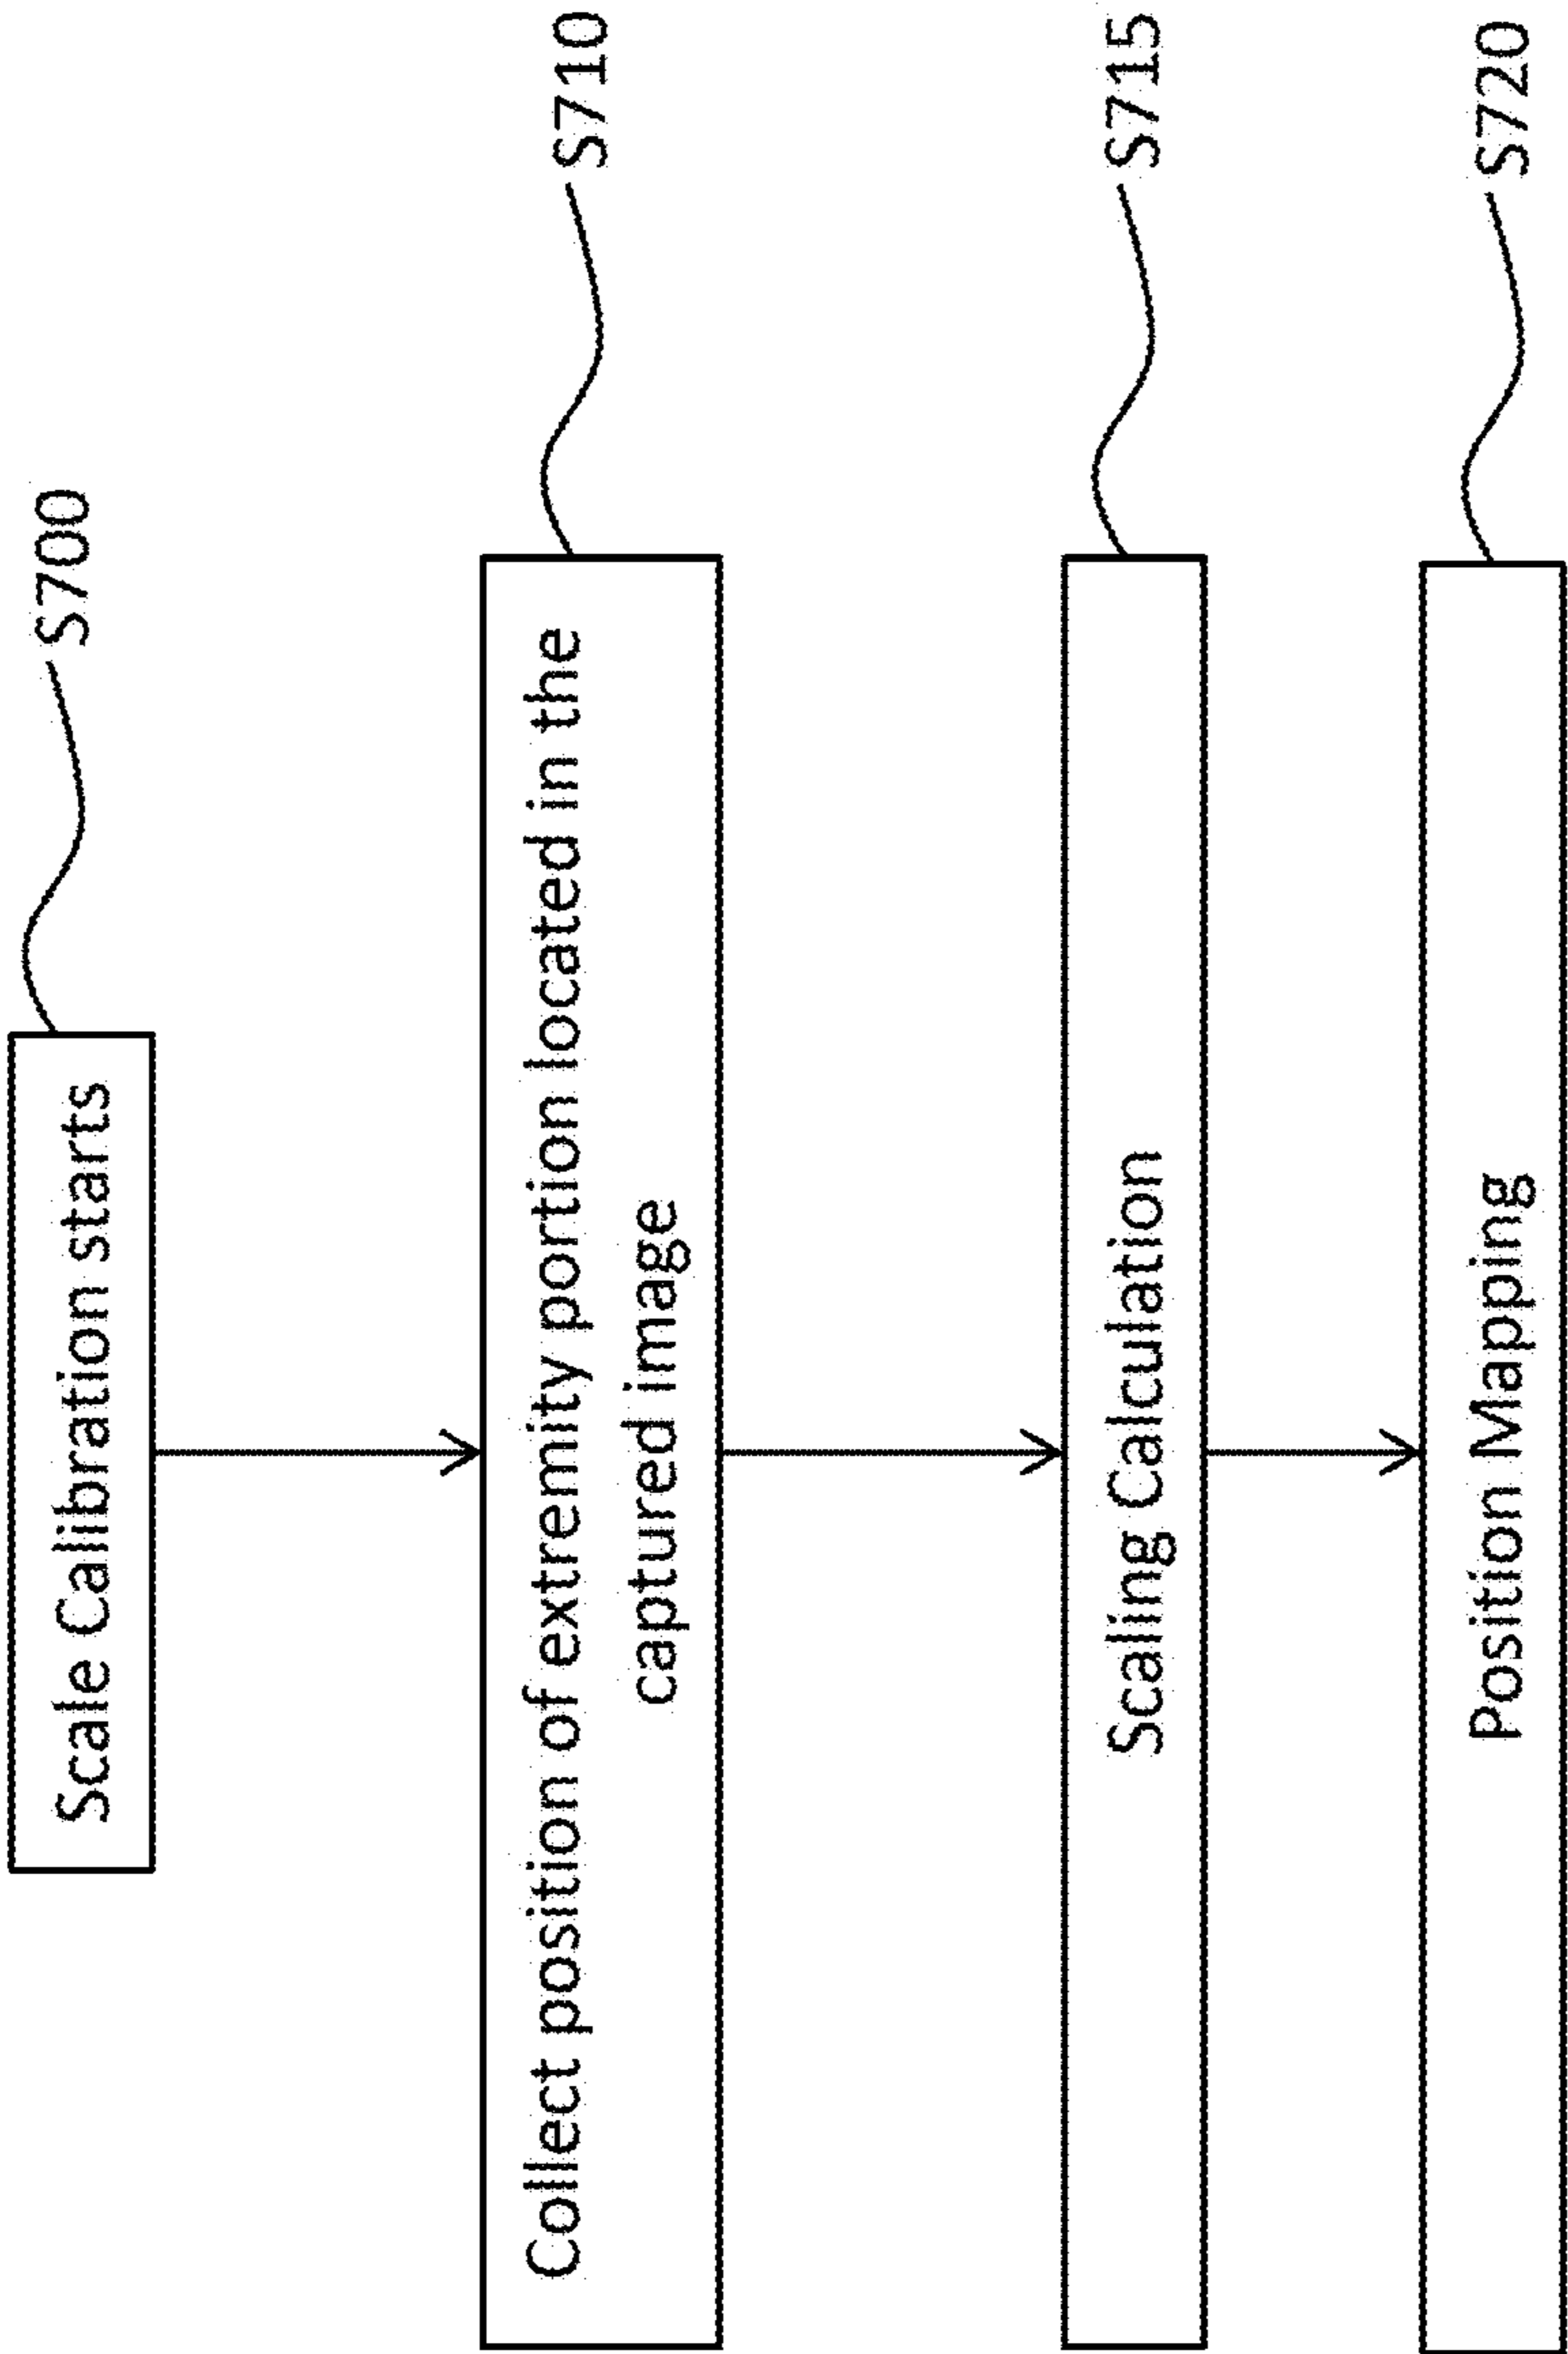 Scale Calibration starts
S700
Collect position of extremity portion located in the
captured image
S710
Scaling Calculation
S715
Position Mapping
S720